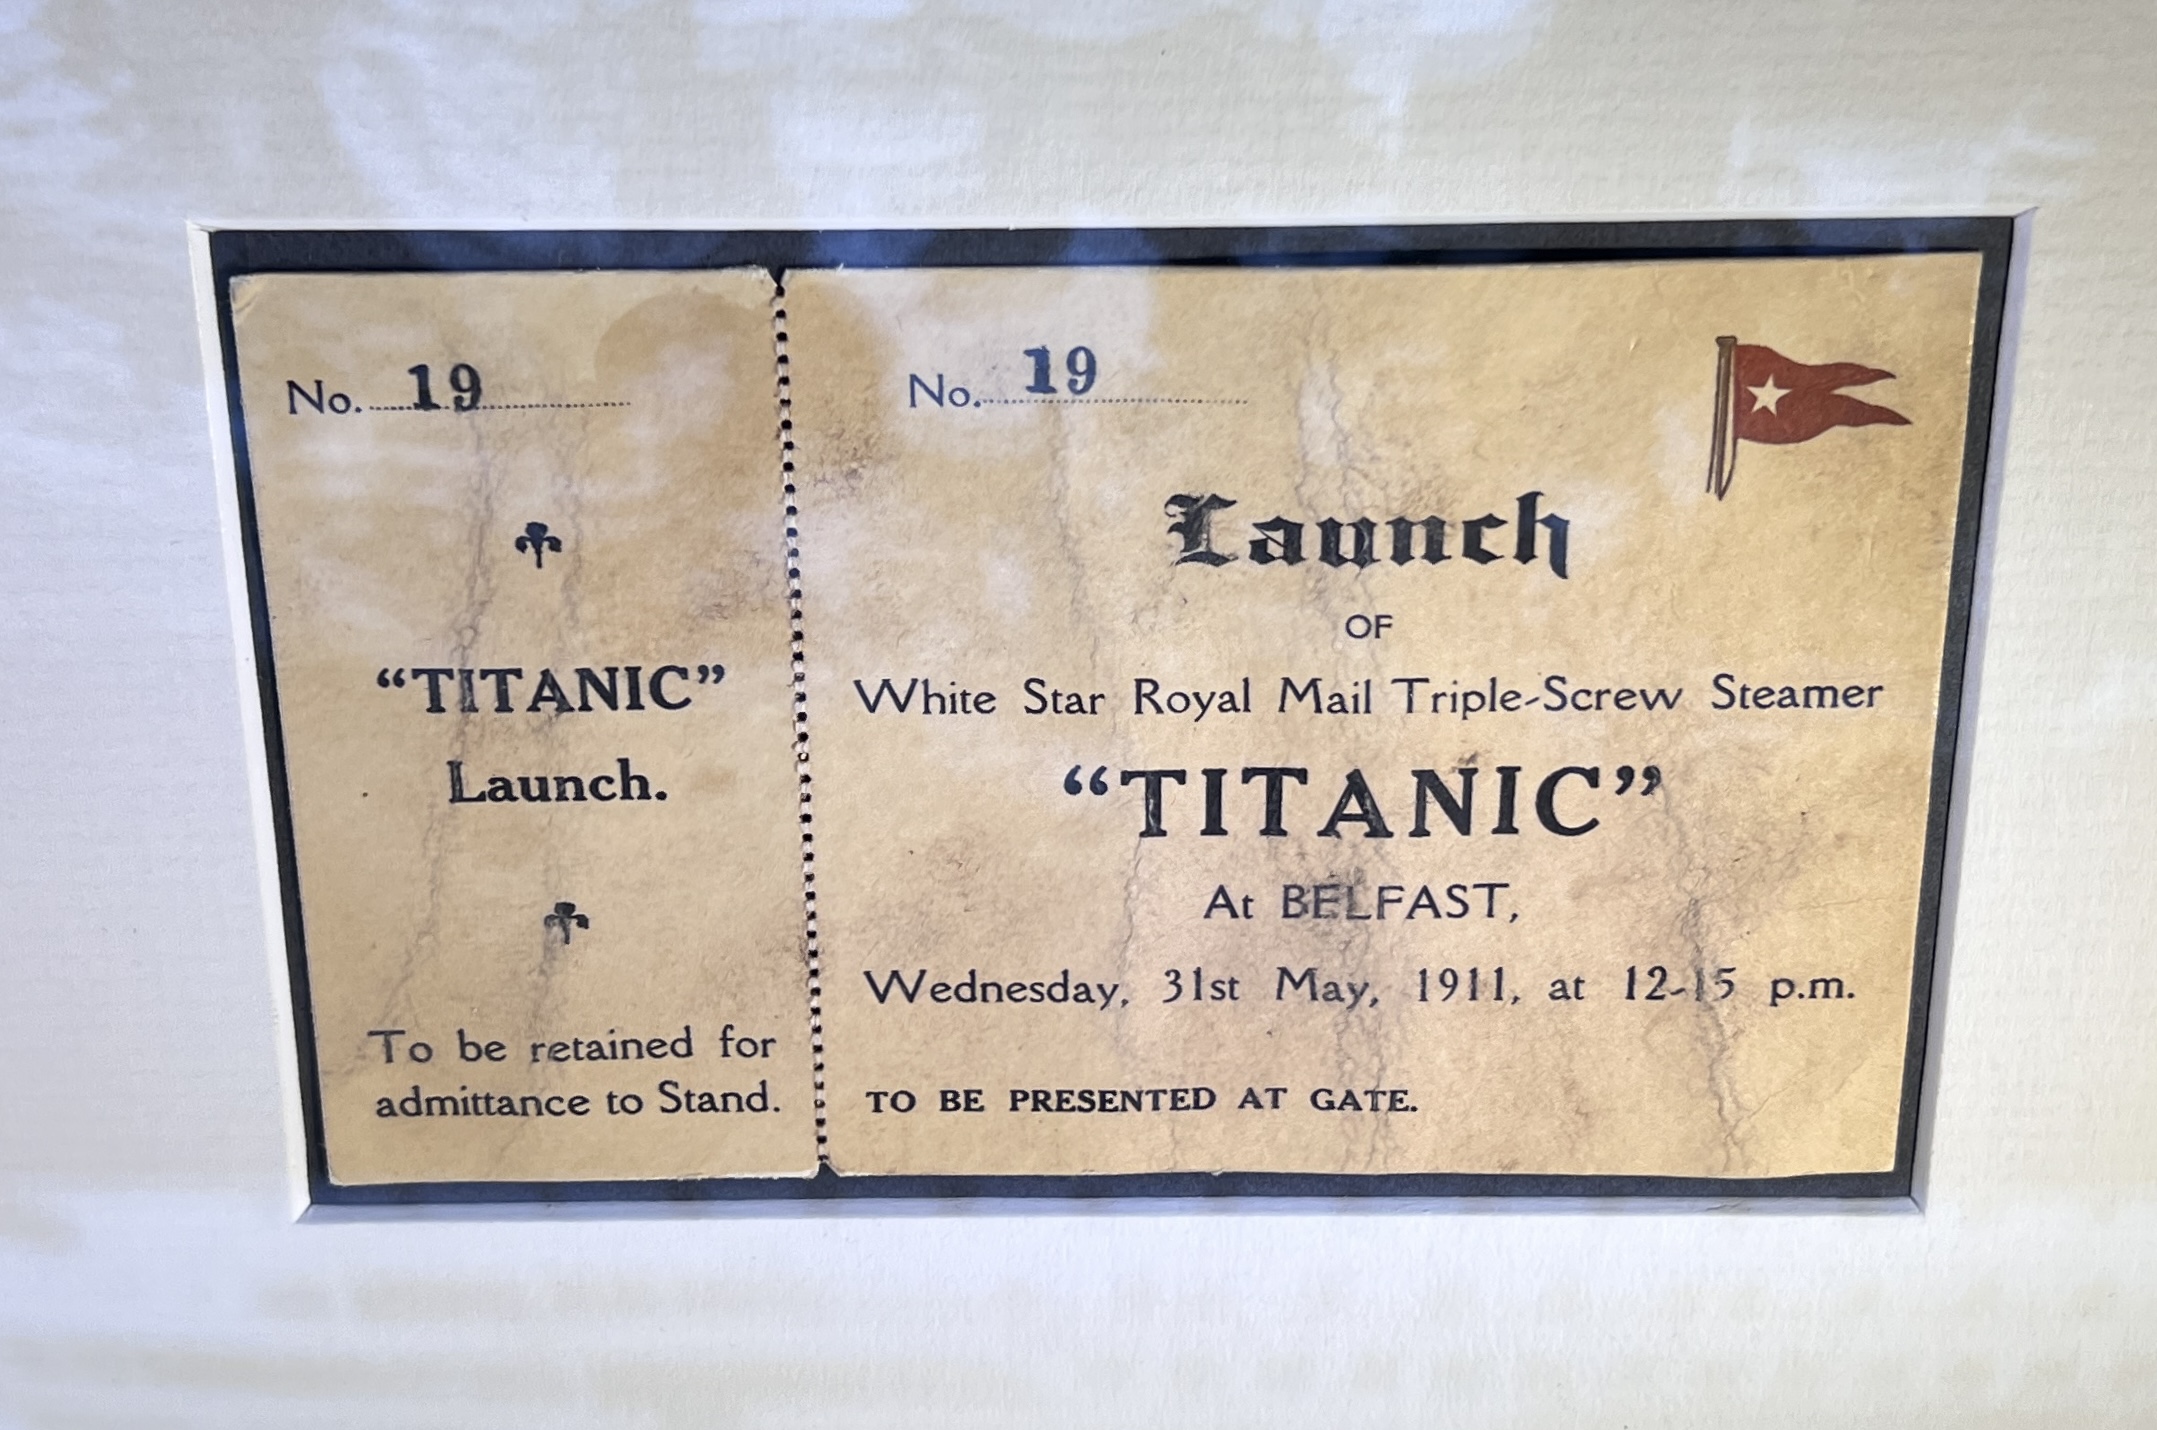 No. 19
“TITANIC”
Launch.
To be retained for
admittance to Stand.
No. 19
Launch
OF
White Star Royal Mail Triple-Screw Steamer
“TITANIC”
At BELFAST,
Wednesday, 31st May, 1911, at 12-15 p.m.
TO BE PRESENTED AT GATE.